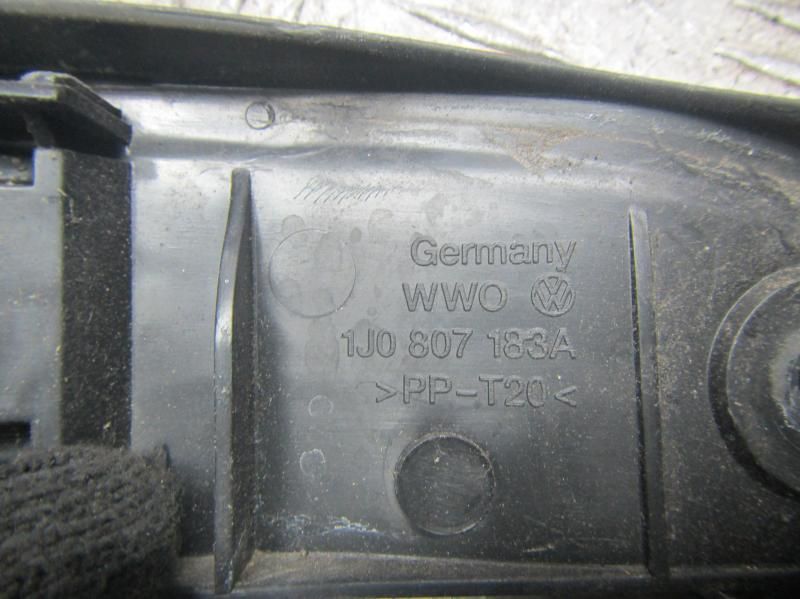 Germany
WWO
1J0 807 183A
>PP-T20<